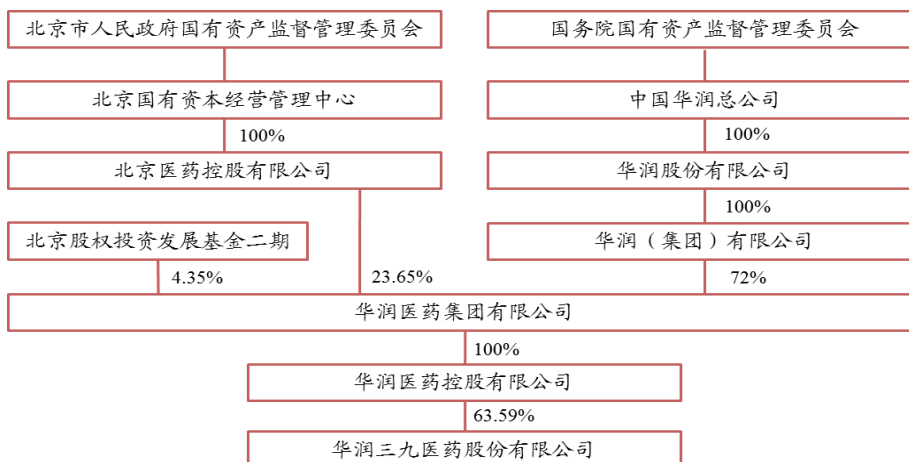 北京市人民政府国有资产监督管理委员会
国务院国有资产监督管理委员会
北京国有资本经营管理中心
中国华润总公司
100%
100%
北京医药控股有限公司
华润股份有限公司
100%
北京股权投资发展基金二期
华润（集团）有限公司
4.35%
23.65%
72%
华润医药集团有限公司
100%
华润医药控股有限公司
63.59%
华润三九医药股份有限公司